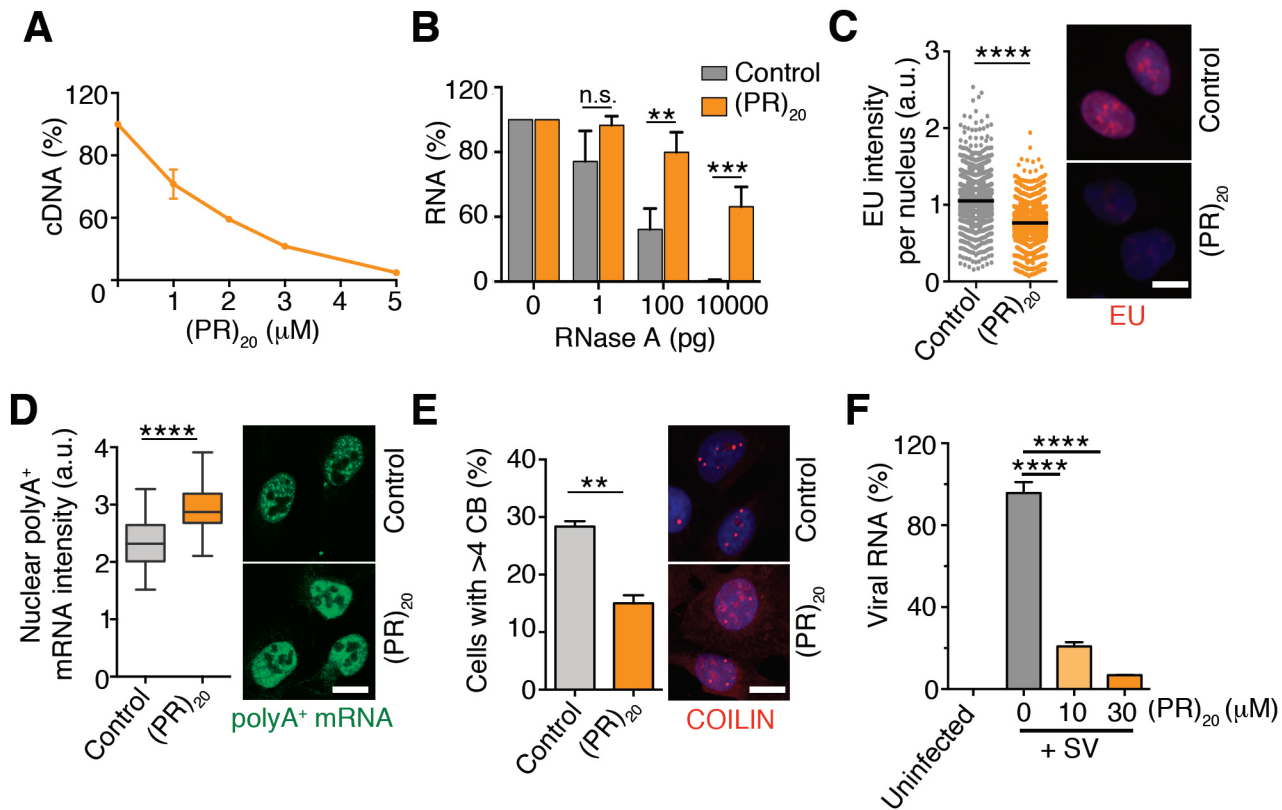 A
cDNA (%)
120
80
60
0
1 2 3 4 5
(PR)20 (μM)
B
Control
(PR)20
RNA (%)
120
80
60
0
n.s.
**
***
0 1 100 10000
RNase A (pg)
C
EU intensity
per nucleus (a.u.)
3
2
1
0
****
Control
(PR)20
Control
(PR)20
EU
D
Nuclear polyA+
mRNA intensity (a.u.)
4
3
2
1
0
****
Control
(PR)20
Control
(PR)20
polyA+ mRNA
E
Cells with >4 CB (%)
40
30
20
10
0
**
Control
(PR)20
Control
(PR)20
COILIN
F
Viral RNA (%)
120
80
40
0
****
****
Uninfected
0 10 30 (PR)20 (μM)
+ SV